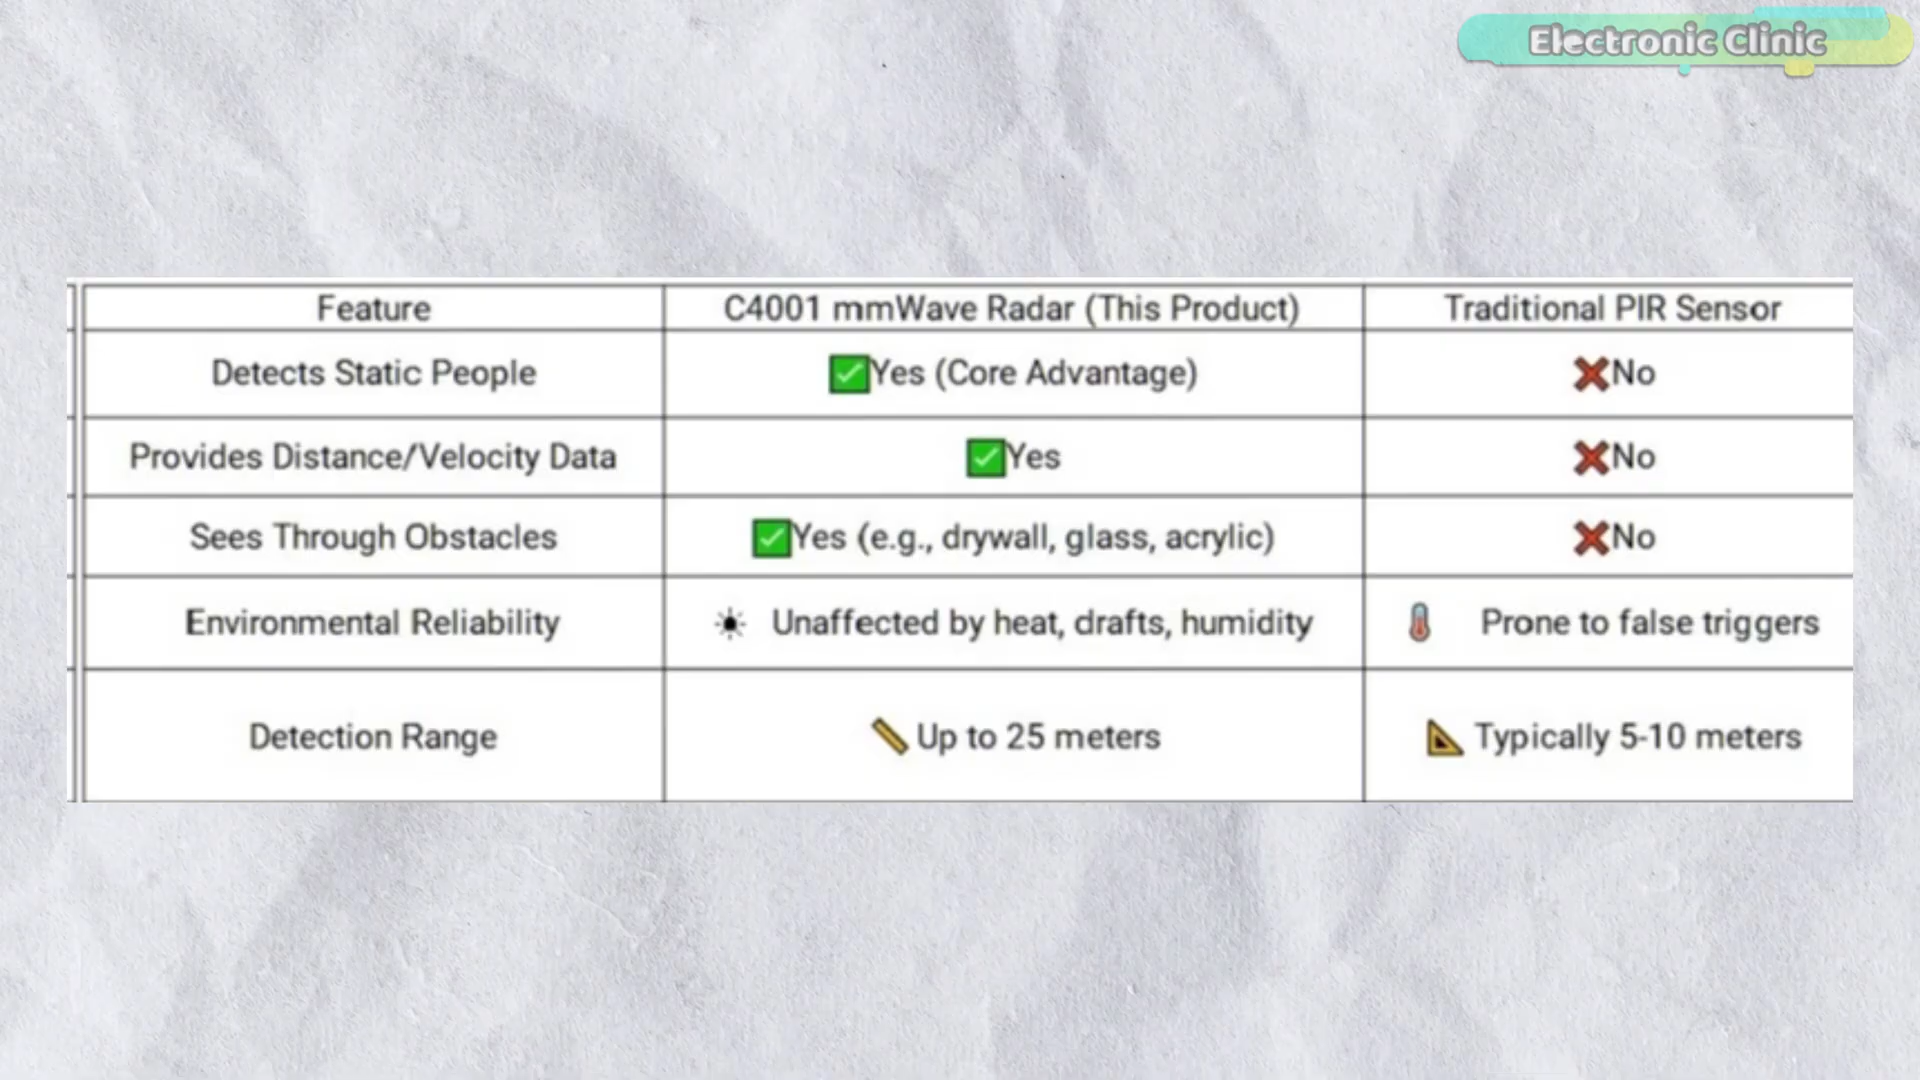 Electronic Clinic
Feature C4001 mmWave Radar (This Product) Traditional PIR Sensor
Detects Static People ✅Yes (Core Advantage) ❌No
Provides Distance/Velocity Data ✅Yes ❌No
Sees Through Obstacles ✅Yes (e.g., drywall, glass, acrylic) ❌No
Environmental Reliability ☀ Unaffected by heat, drafts, humidity 🌡 Prone to false triggers
Detection Range 📏 Up to 25 meters 📐 Typically 5-10 meters